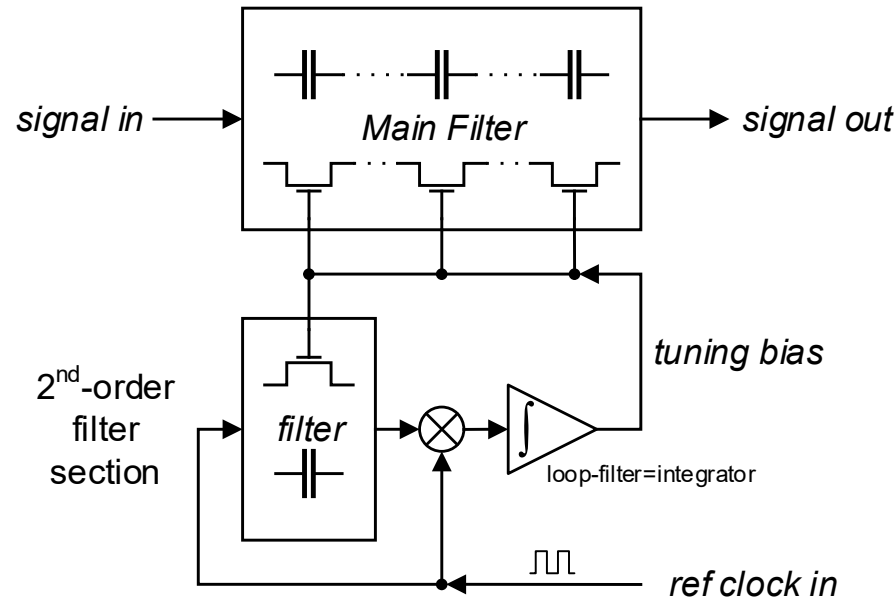 signal in
Main Filter
signal out
tuning bias
2nd-order
filter
section
filter
∫
loop-filter=integrator
ref clock in